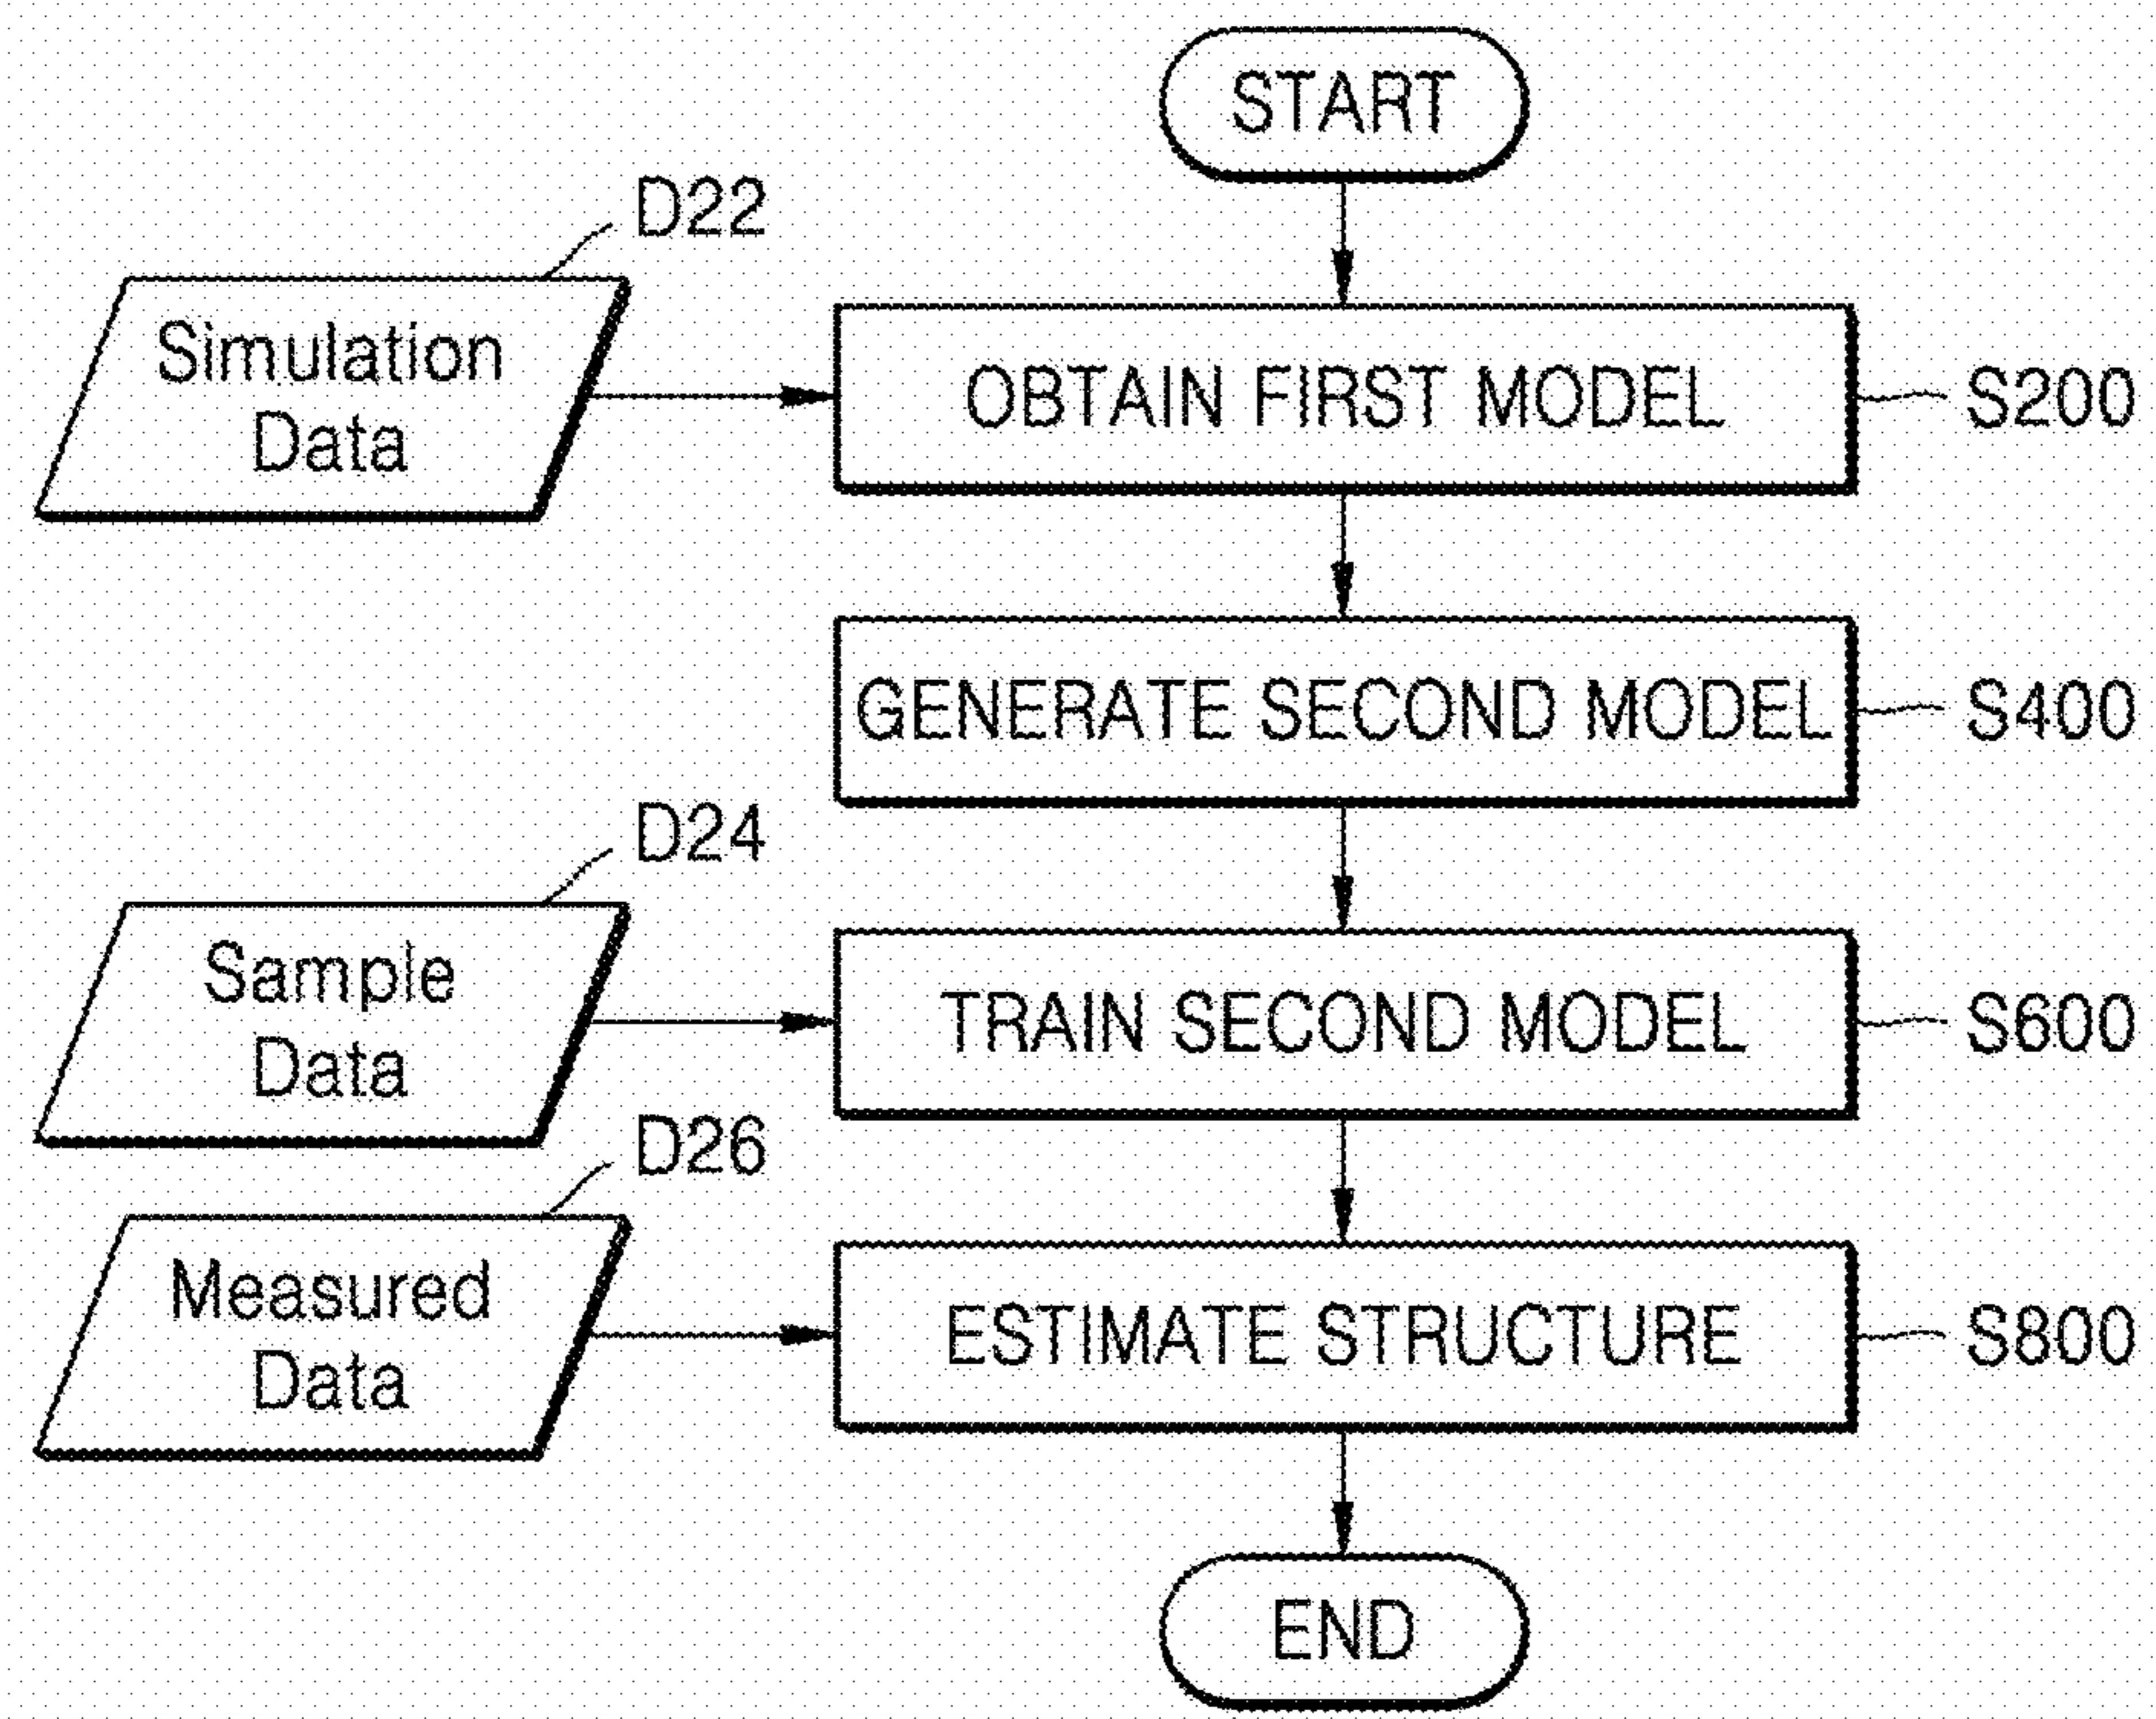 START
D22
Simulation
Data
OBTAIN FIRST MODEL
S200
GENERATE SECOND MODEL
S400
D24
Sample
Data
TRAIN SECOND MODEL
S600
D26
Measured
Data
ESTIMATE STRUCTURE
S800
END